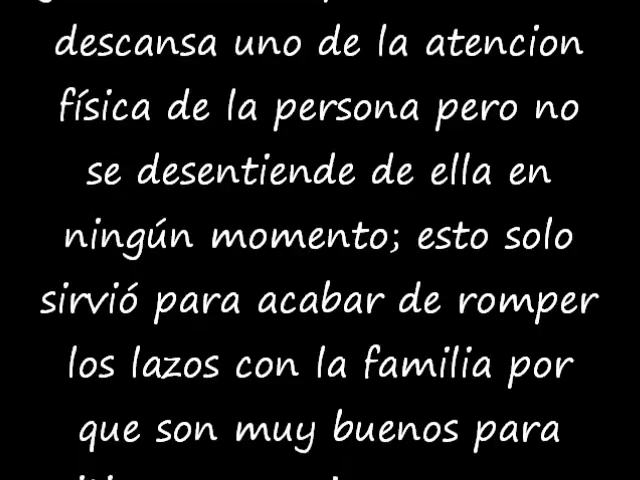 descansa uno de la atencion
física de la persona pero no
se desentiende de ella en
ningún momento; esto solo
sirvió para acabar de romper
los lazos con la familia por
que son muy buenos para